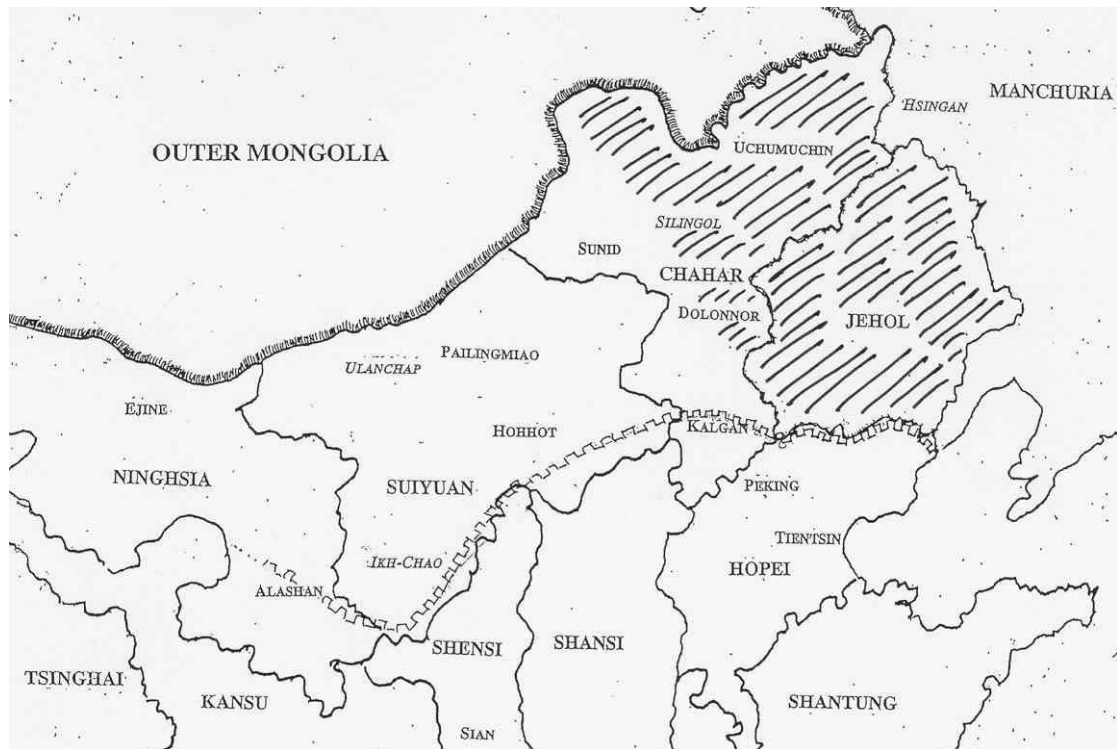 MANCHURIA
HSINGAN
OUTER MONGOLIA
UCHUMUCHIN
SILINGOL
SUNID
CHAHAR
DOLONNOR
JEHOL
PAILINGMIAO
ULANCHAP
EJINE
HOHHOT
KALGAN
NINGHSIA
SUIYUAN
PEKING
TIENTSIN
IKH-CHAO
HOPEI
ALASHAN
SHENSI
SHANSI
TSINGHAI
KANSU
SHANTUNG
SIAN